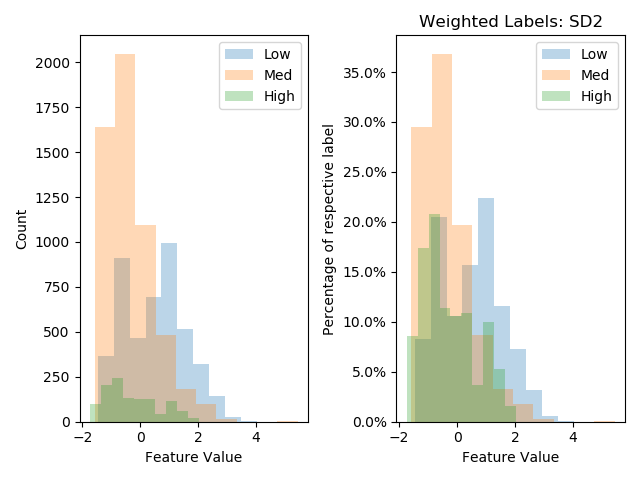 Weighted Labels: SD2
Count
2000
1750
1500
1250
1000
750
500
250
0
−2
0
2
4
Feature Value
Low
Med
High
Percentage of respective label
35.0%
30.0%
25.0%
20.0%
15.0%
10.0%
5.0%
0.0%
−2
0
2
4
Feature Value
Low
Med
High